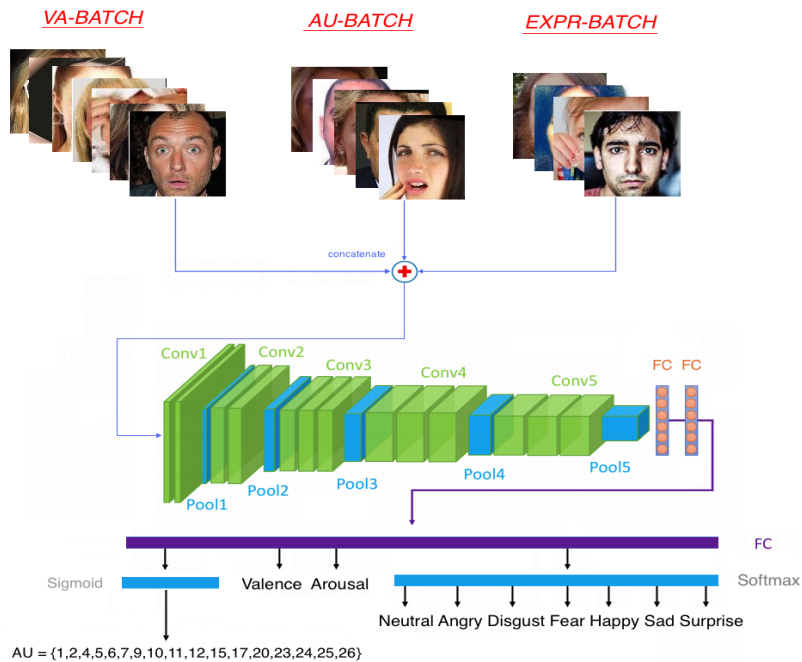 VA-BATCH
AU-BATCH
EXPR-BATCH
concatenate
Conv1
Conv2
Conv3
Conv4
Conv5
FC FC
Pool1
Pool2
Pool3
Pool4
Pool5
FC
Sigmoid
Valence Arousal
Softmax
Neutral Angry Disgust Fear Happy Sad Surprise
AU = {1,2,4,5,6,7,9,10,11,12,15,17,20,23,24,25,26}